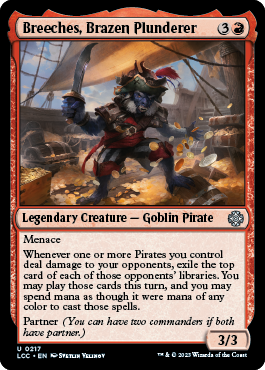 Breeches, Brazen Plunderer 3
Legendary Creature — Goblin Pirate
Menace
Whenever one or more Pirates you control
deal damage to your opponents, exile the top
card of each of those opponents' libraries. You
may play those cards this turn, and you may
spend mana as though it were mana of any
color to cast those spells.
Partner (You can have two commanders if both
have partner.)
3/3
U 0217
LCC • EN Svetlin Velinov
™ & © 2023 Wizards of the Coast